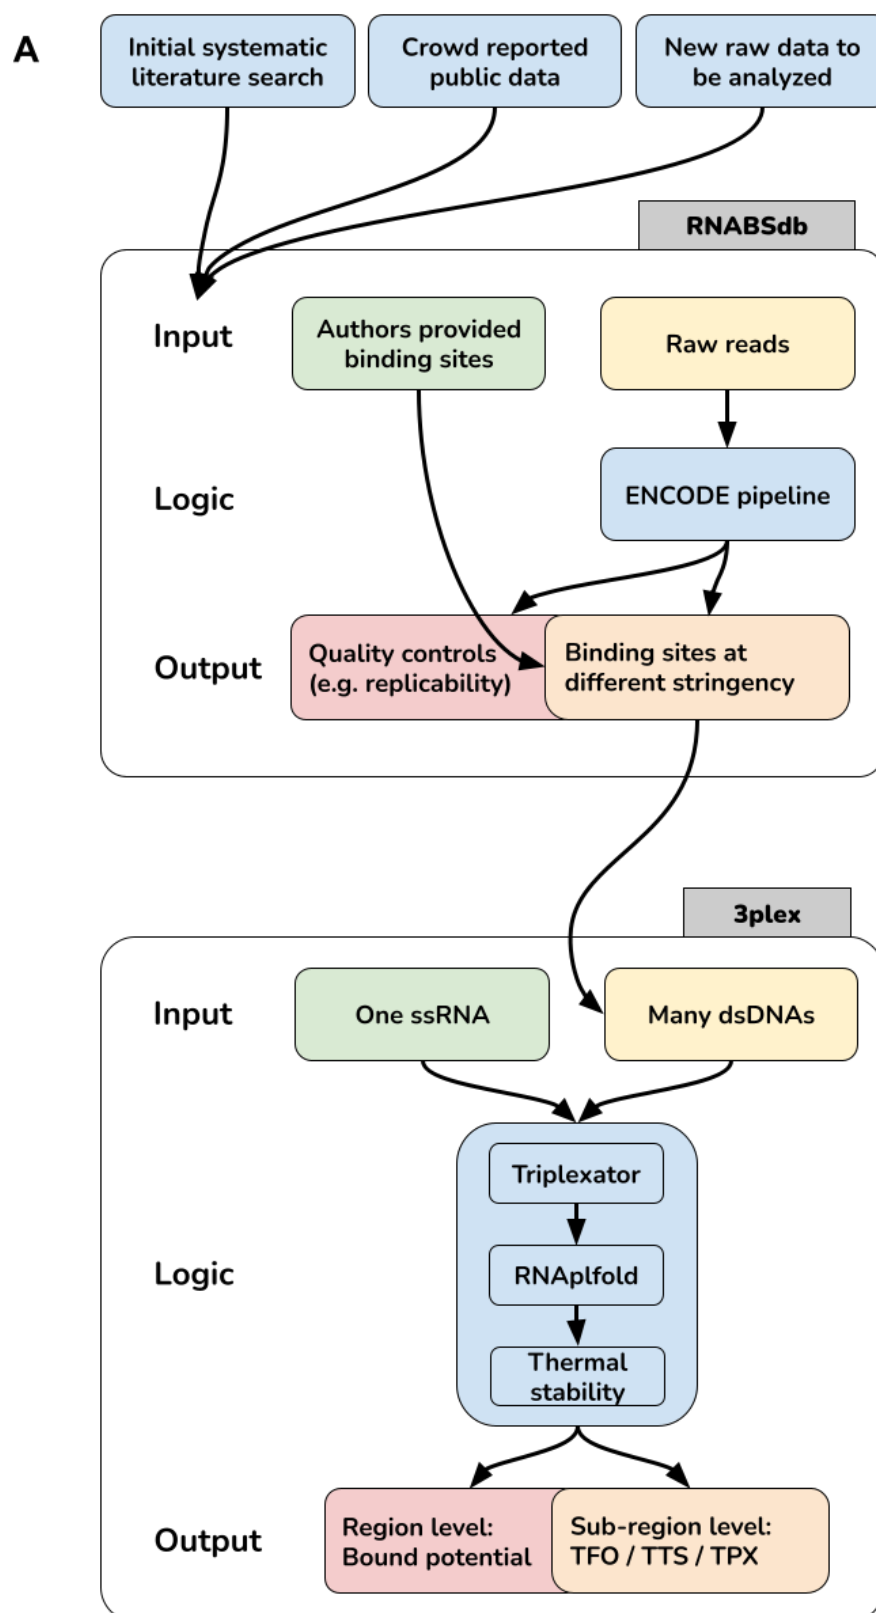 A
Initial systematic
literature search
Crowd reported
public data
New raw data to
be analyzed
RNABSdb
Input
Authors provided
binding sites
Raw reads
Logic
ENCODE pipeline
Output
Quality controls
(e.g. replicability)
Binding sites at
different stringency
3plex
Input
One ssRNA
Many dsDNAs
Logic
Triplexator
RNAplfold
Thermal
stability
Output
Region level:
Bound potential
Sub-region level:
TFO / TTS / TPX